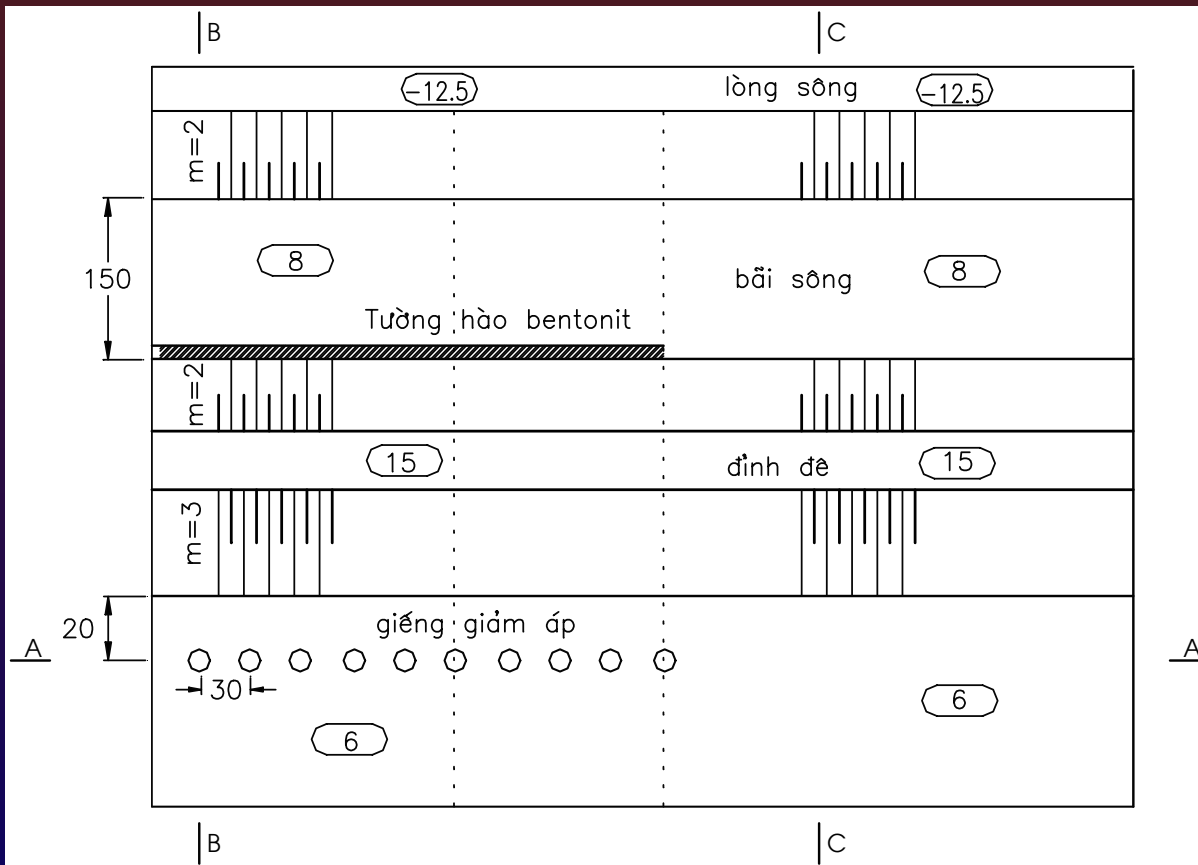 B C
-12.5 lòng sông -12.5
m=2
150
8 bãi sông 8
Tường hào bentonit
m=2
15 đỉnh đê 15
m=3
20 giếng giảm áp
A A
30
6 6
B C